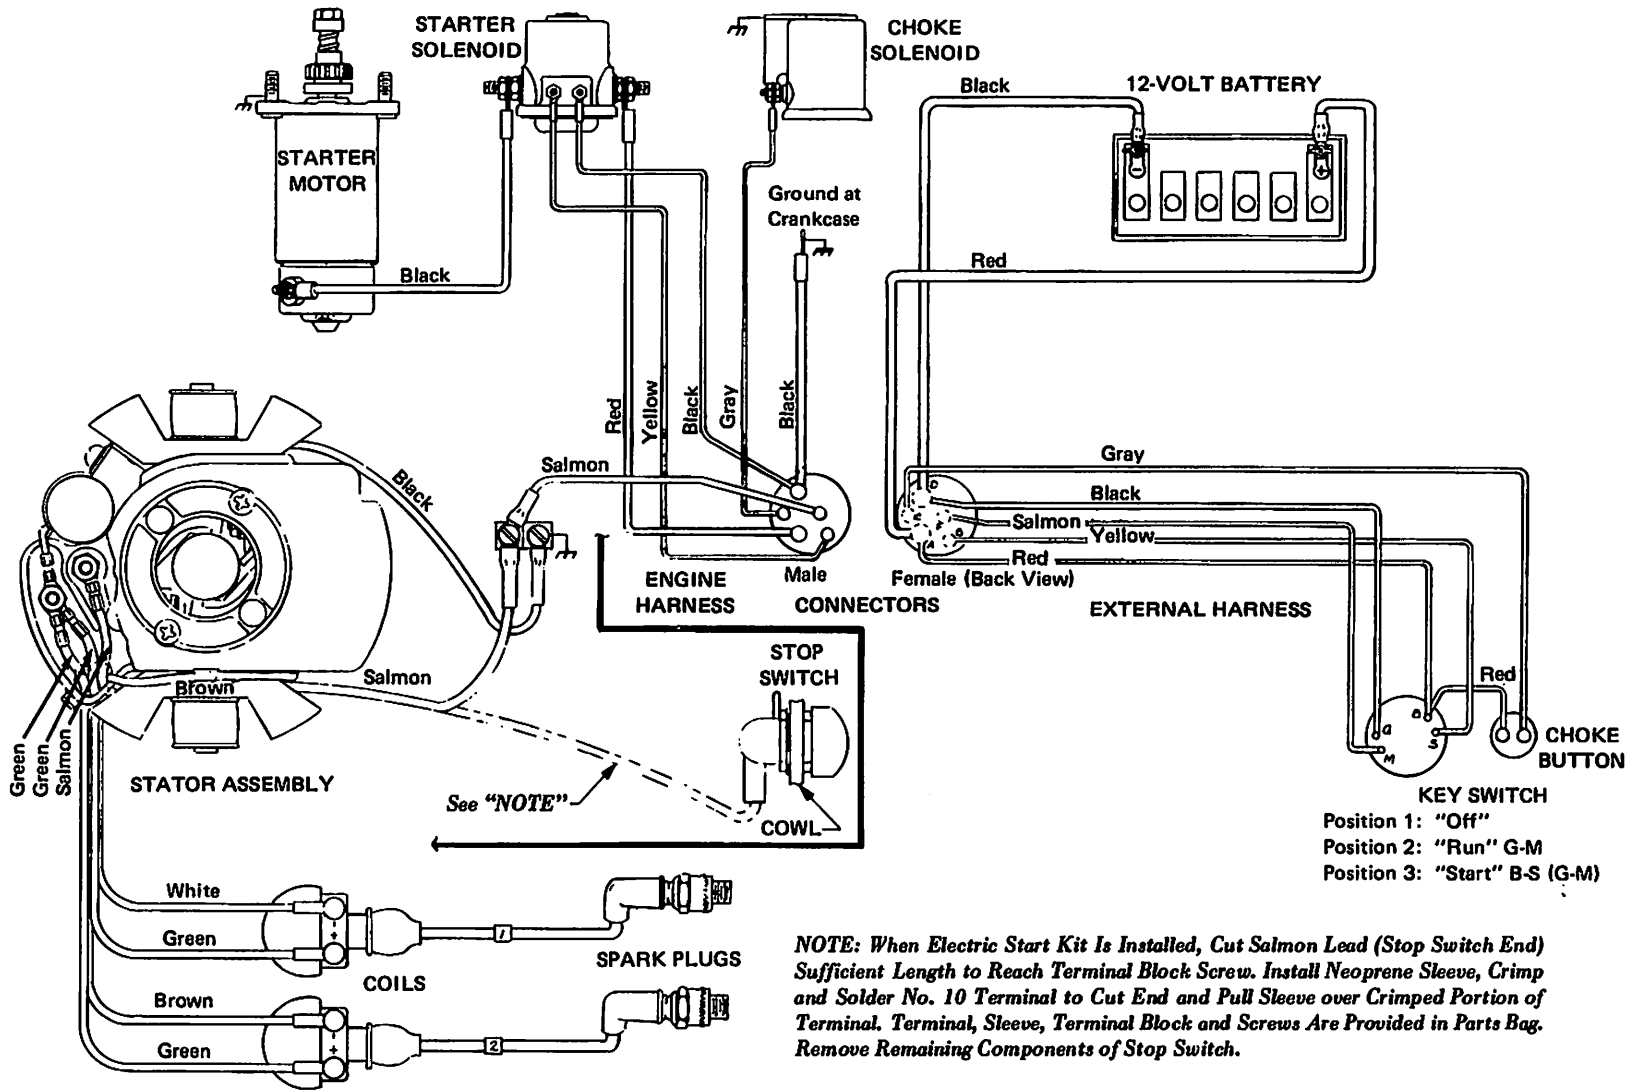 STARTER
SOLENOID
CHOKE
SOLENOID
12-VOLT BATTERY
Black
STARTER
MOTOR
Ground at
Crankcase
Black
Red
Red
Yellow
Black
Gray
Black
Salmon
Black
Gray
Black
Salmon
Yellow
Red
Male
Female (Back View)
ENGINE
HARNESS
CONNECTORS
EXTERNAL HARNESS
STOP
SWITCH
Salmon
Brown
Green
Green
Salmon
STATOR ASSEMBLY
See "NOTE"
COWL
Red
B
G
S
M
CHOKE
BUTTON
KEY SWITCH
Position 1: "Off"
Position 2: "Run" G-M
Position 3: "Start" B-S (G-M)
White
Green
1
COILS
SPARK PLUGS
Brown
Green
2
NOTE: When Electric Start Kit Is Installed, Cut Salmon Lead (Stop Switch End)
Sufficient Length to Reach Terminal Block Screw. Install Neoprene Sleeve, Crimp
and Solder No. 10 Terminal to Cut End and Pull Sleeve over Crimped Portion of
Terminal. Terminal, Sleeve, Terminal Block and Screws Are Provided in Parts Bag.
Remove Remaining Components of Stop Switch.